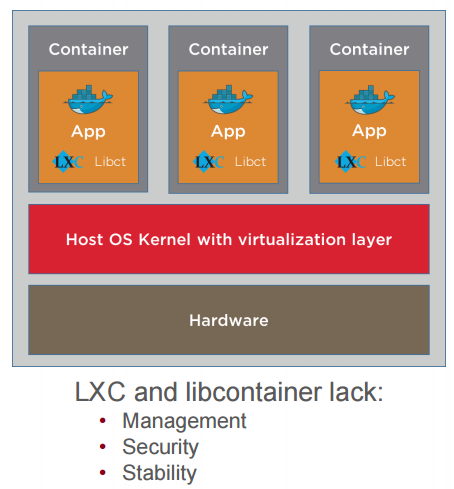 Container Container Container
App App App
LXC Libct LXC Libct LXC Libct
Host OS Kernel with virtualization layer
Hardware
LXC and libcontainer lack:
• Management
• Security
• Stability